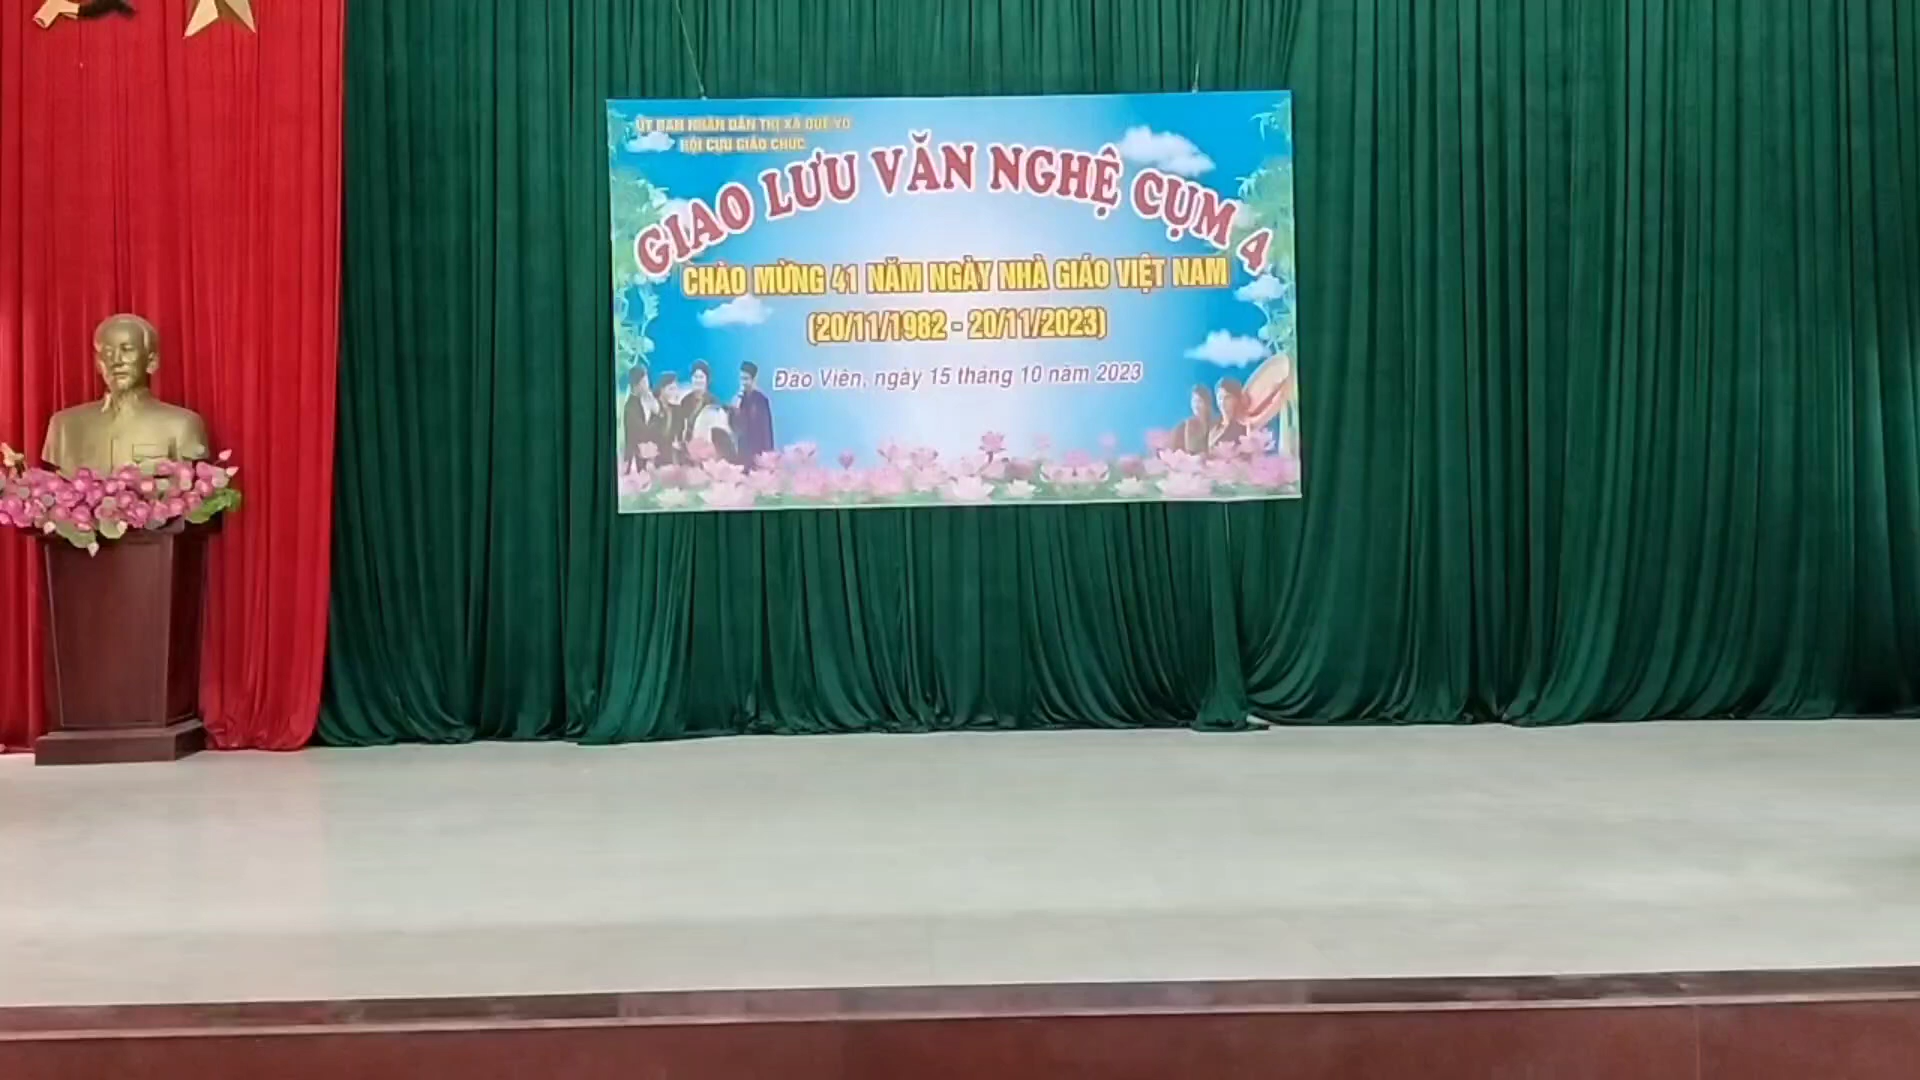 ỦY BAN NHÂN DÂN THỊ XÃ QUẾ VÕ
HỘI CỰU GIÁO CHỨC
GIAO LƯU VĂN NGHỆ CỤM 4
CHÀO MỪNG 41 NĂM NGÀY NHÀ GIÁO VIỆT NAM
(20/11/1982 - 20/11/2023)
Đào Viên, ngày 15 tháng 10 năm 2023